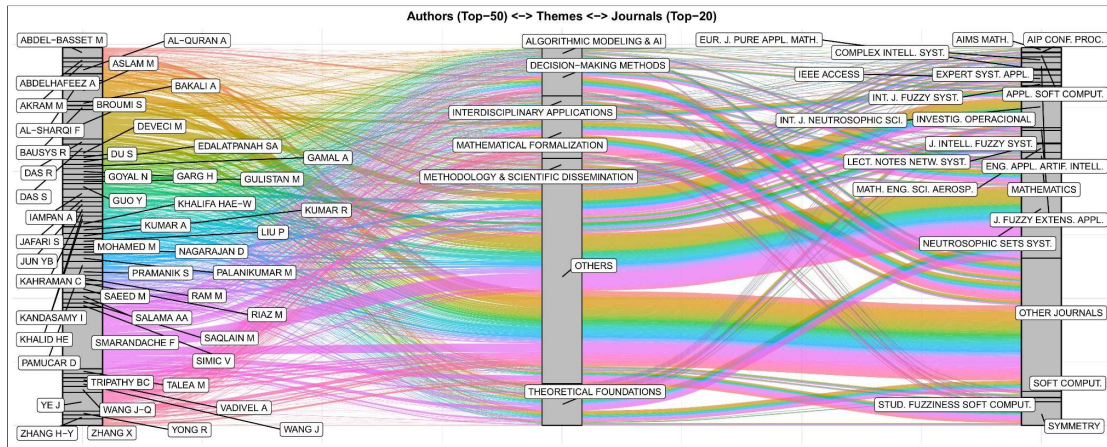 Authors (Top−50) <−> Themes <−> Journals (Top−20)
ABDEL−BASSET M
AL−QURAN A
ASLAM M
ABDELHAFEEZ A
BAKALI A
AKRAM M
BROUMI S
AL−SHARQI F
DEVECI M
BAUSYS R
EDALATPANAH SA
DU S
GAMAL A
DAS R
GOYAL N
GARG H
GULISTAN M
DAS S
GUO Y
KHALIFA HAE−W
IAMPAN A
KUMAR R
KUMAR A
LIU P
JAFARI S
MOHAMED M
NAGARAJAN D
JUN YB
PRAMANIK S
PALANIKUMAR M
KAHRAMAN C
SAEED M
RAM M
KANDASAMY I
SALAMA AA
RIAZ M
KHALID HE
SMARANDACHE F
SAQLAIN M
SIMIC V
PAMUCAR D
TRIPATHY BC
TALEA M
YE J
WANG J−Q
VADIVEL A
ZHANG H−Y
ZHANG X
YONG R
WANG J
ALGORITHMIC MODELING & AI
DECISION−MAKING METHODS
INTERDISCIPLINARY APPLICATIONS
MATHEMATICAL FORMALIZATION
METHODOLOGY & SCIENTIFIC DISSEMINATION
OTHERS
THEORETICAL FOUNDATIONS
EUR. J. PURE APPL. MATH.
AIMS MATH.
AIP CONF. PROC.
COMPLEX INTELL. SYST.
IEEE ACCESS
EXPERT SYST. APPL.
INT. J. FUZZY SYST.
APPL. SOFT COMPUT.
INT. J. NEUTROSOPHIC SCI.
INVESTIG. OPERACIONAL
J. INTELL. FUZZY SYST.
LECT. NOTES NETW. SYST.
ENG. APPL. ARTIF. INTELL.
MATH. ENG. SCI. AEROSP.
MATHEMATICS
J. FUZZY EXTENS. APPL.
NEUTROSOPHIC SETS SYST.
OTHER JOURNALS
SOFT COMPUT.
STUD. FUZZINESS SOFT COMPUT.
SYMMETRY